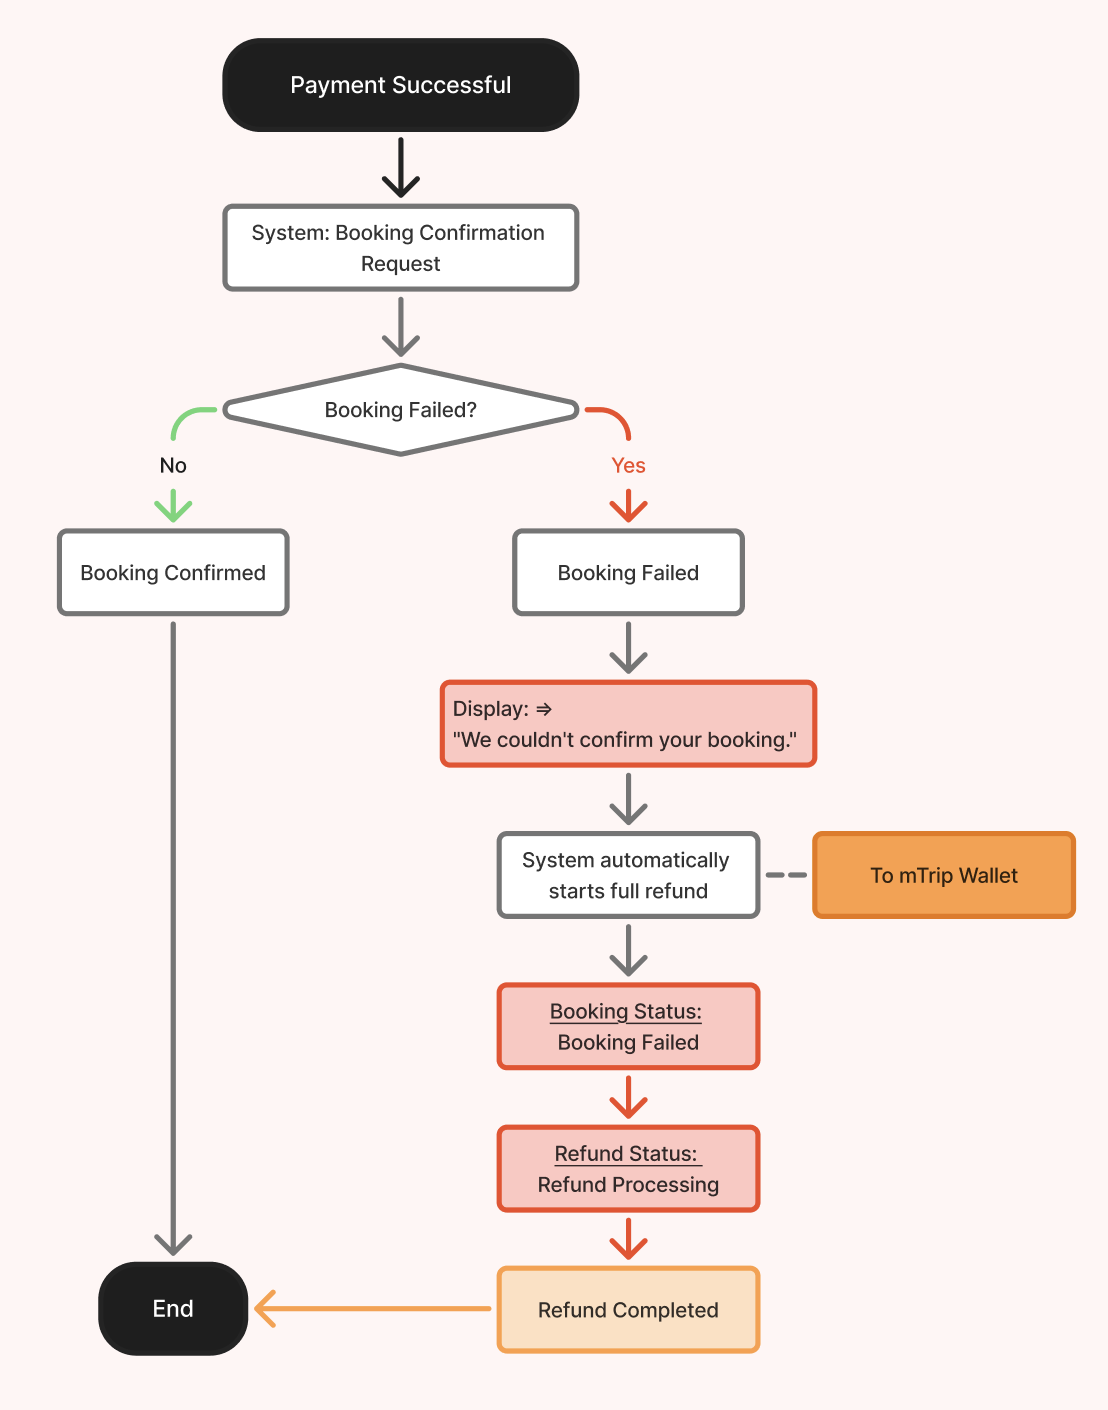 Payment Successful
System: Booking Confirmation
Request
Booking Failed?
No
Yes
Booking Confirmed
Booking Failed
Display: ⇒
"We couldn't confirm your booking."
System automatically
starts full refund
To mTrip Wallet
Booking Status:
Booking Failed
Refund Status:
Refund Processing
End
Refund Completed